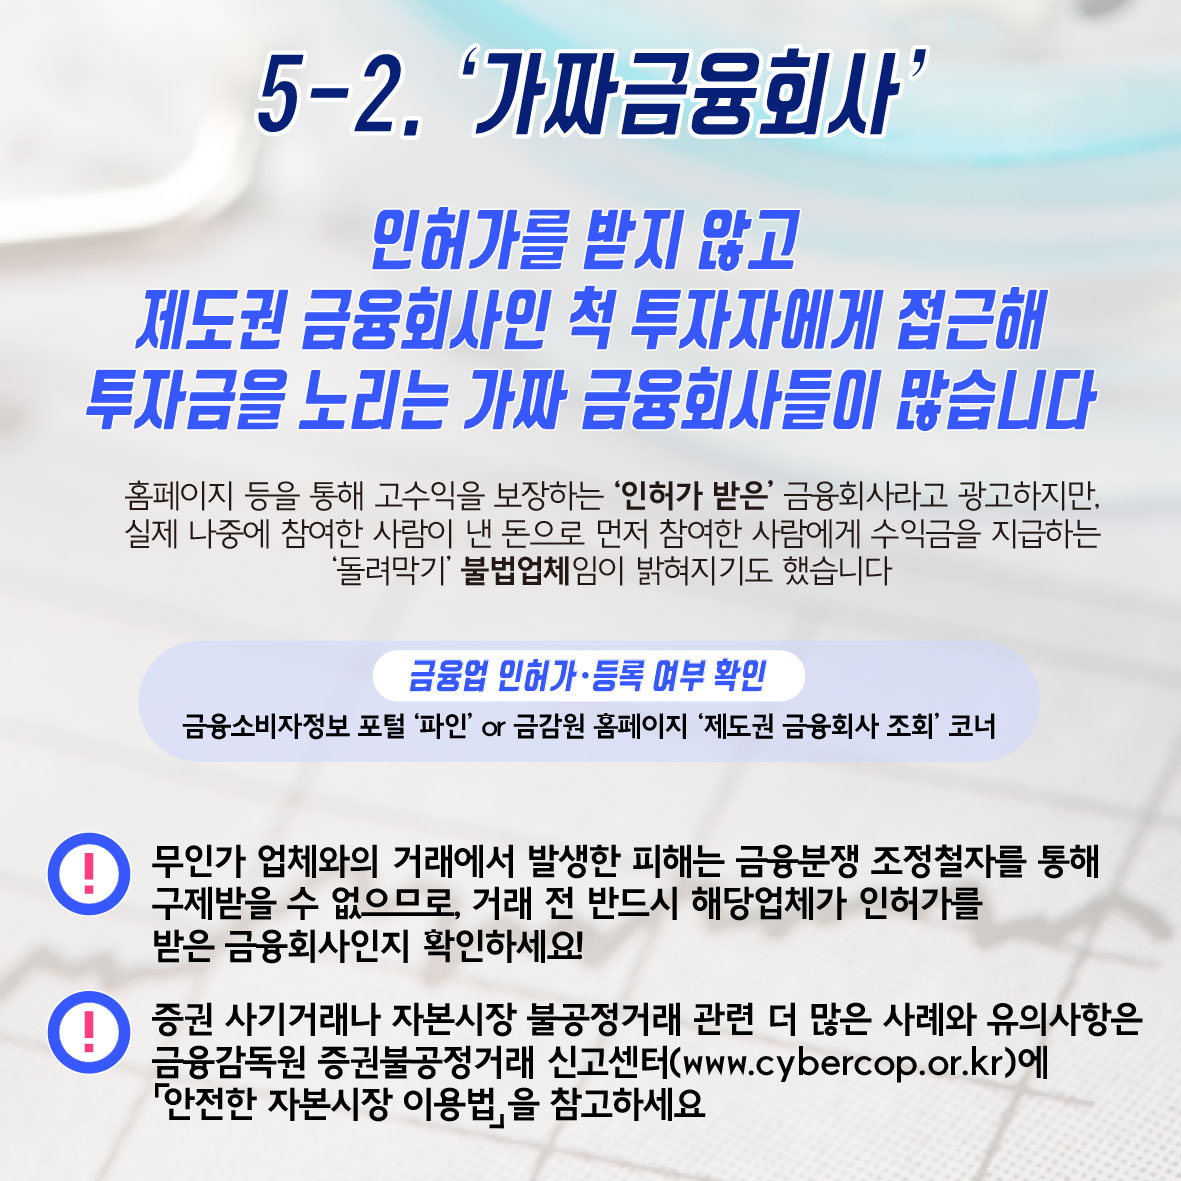 5-2. ‘가짜금융회사’
인허가를 받지 않고
제도권 금융회사인 척 투자자에게 접근해
투자금을 노리는 가짜 금융회사들이 많습니다
홈페이지 등을 통해 고수익을 보장하는 ‘인허가 받은’ 금융회사라고 광고하지만,
실제 나중에 참여한 사람이 낸 돈으로 먼저 참여한 사람에게 수익금을 지급하는
‘돌려막기’ 불법업체임이 밝혀지기도 했습니다
금융업 인허가·등록 여부 확인
금융소비자정보 포털 ‘파인’ or 금감원 홈페이지 ‘제도권 금융회사 조회’ 코너
! 무인가 업체와의 거래에서 발생한 피해는 금융분쟁 조정철자를 통해
구제받을 수 없으므로, 거래 전 반드시 해당업체가 인허가를
받은 금융회사인지 확인하세요!
! 증권 사기거래나 자본시장 불공정거래 관련 더 많은 사례와 유의사항은
금융감독원 증권불공정거래 신고센터(www.cybercop.or.kr)에
「안전한 자본시장 이용법」을 참고하세요